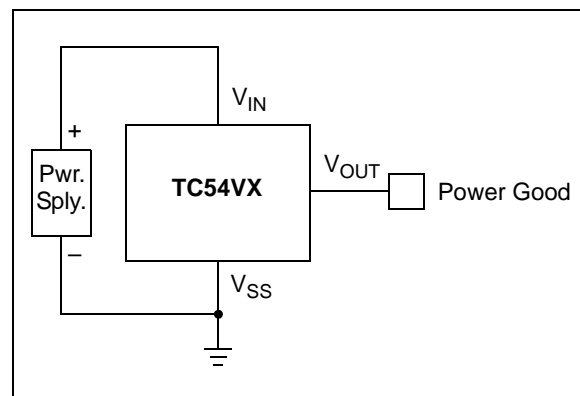 V_IN
+
Pwr.
Sply.
–
TC54VX
V_OUT
Power Good
V_SS